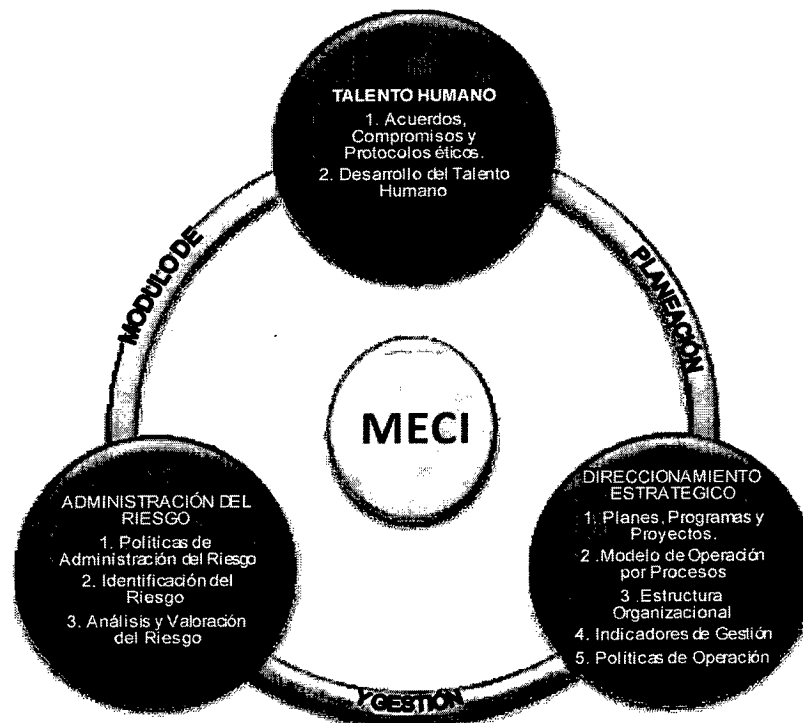 TALENTO HUMANO
1. Acuerdos,
Compromisos y
Protocolos éticos.
2. Desarrollo del Talento
Humano
MODULO DE
PLANEACIÓN
MECI
ADMINISTRACIÓN DEL
RIESGO
1. Políticas de
Administración del Riesgo
2. Identificación del
Riesgo
3. Análisis y Valoración
del Riesgo
DIRECCIONAMIENTO
ESTRATEGICO
1. Planes, Programas y
Proyectos.
2 .Modelo de Operación
por Procesos
3 .Estructura
Organizacional
4. Indicadores de Gestión
5. Políticas de Operación
Y GESTIÓN